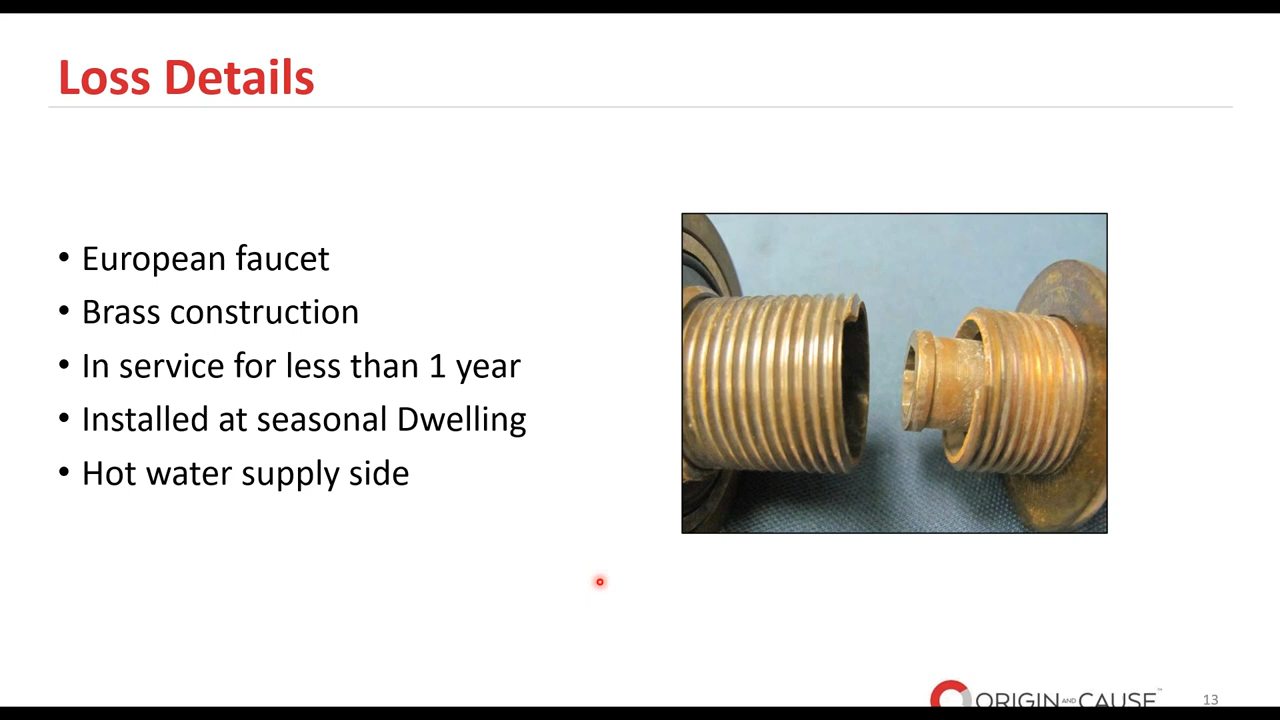 Loss Details
• European faucet
• Brass construction
• In service for less than 1 year
• Installed at seasonal Dwelling
• Hot water supply side
ORIGIN AND CAUSE™
13